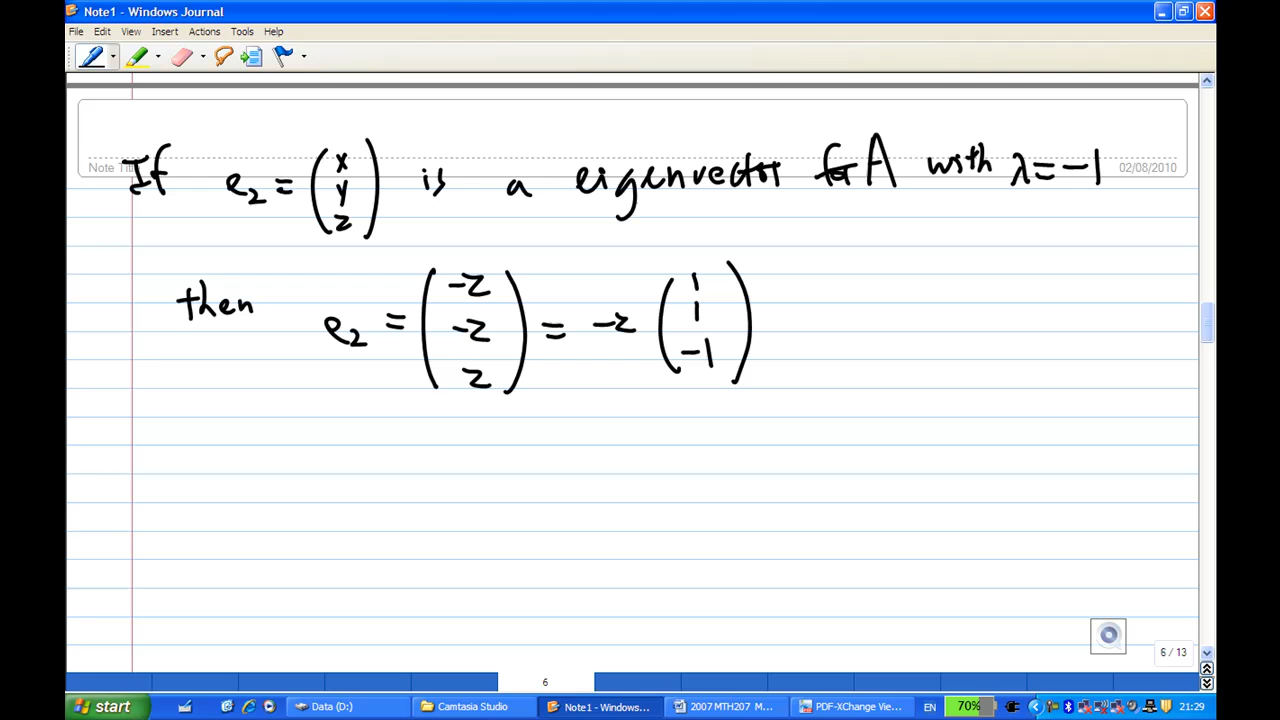 Note1 - Windows Journal
File Edit View Insert Actions Tools Help
Note Ti
02/08/2010
If e₂ = (x y z) is a eigenvector for A with λ = -1
then e₂ = (-z -z z) = -z (1 1 -1)
6 / 13
6
start Data (D:) Camtasia Studio Note1 - Windows... 2007 MTH207 M... PDF-XChange Vie... EN 70% 21:29